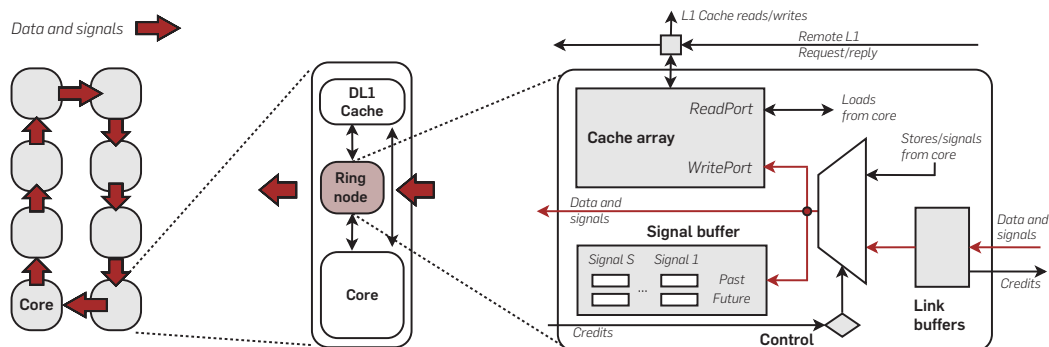 Data and signals
Core
DL1
Cache
Ring
node
Core
L1 Cache reads/writes
Remote L1
Request/reply
ReadPort
Cache array
WritePort
Loads
from core
Stores/signals
from core
Data and
signals
Signal buffer
Signal S
Signal 1
...
Past
Future
Data and
signals
Credits
Link
buffers
Credits
Control